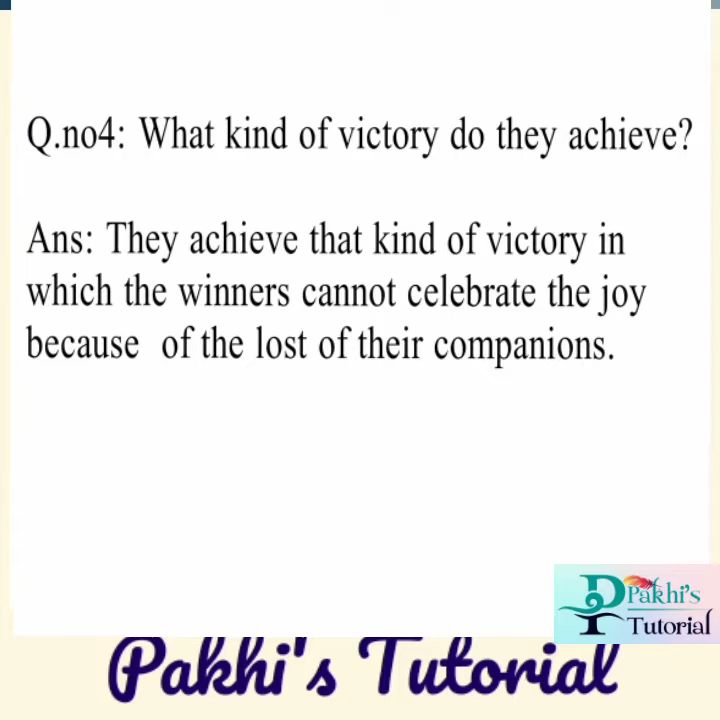 Q.no4: What kind of victory do they achieve?
Ans: They achieve that kind of victory in
which the winners cannot celebrate the joy
because of the lost of their companions.
Pakhi's
Tutorial
Pakhi's Tutorial